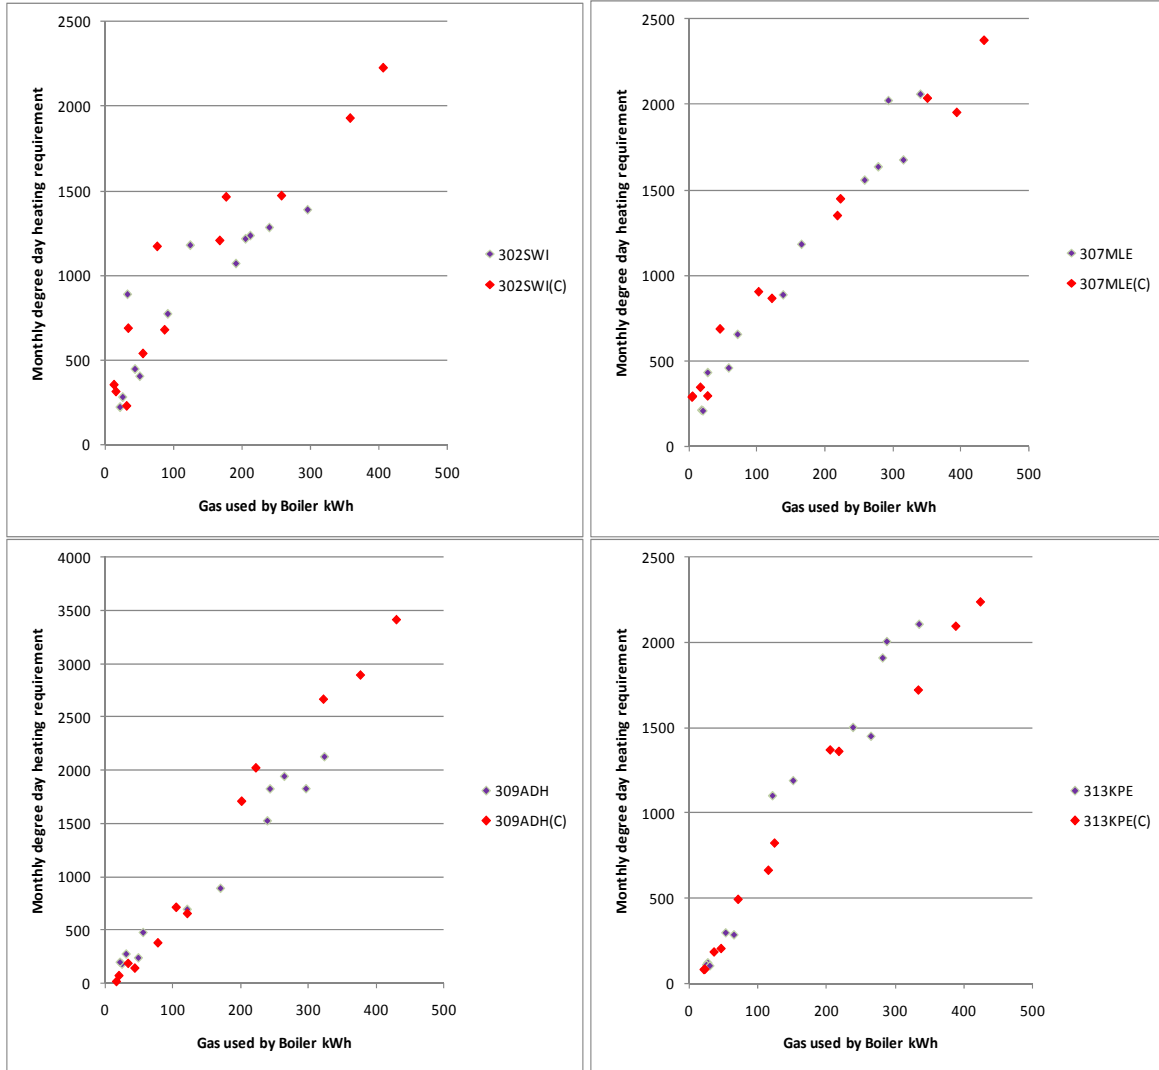 2500
2000
1500
1000
500
0
0 100 200 300 400 500
Monthly degree day heating requirement
Gas used by Boiler kWh
302SWI
302SWI(C)
2500
2000
1500
1000
500
0
0 100 200 300 400 500
Monthly degree day heating requirement
Gas used by Boiler kWh
307MLE
307MLE(C)
4000
3500
3000
2500
2000
1500
1000
500
0
0 100 200 300 400 500
Monthly degree day heating requirement
Gas used by Boiler kWh
309ADH
309ADH(C)
2500
2000
1500
1000
500
0
0 100 200 300 400 500
Monthly degree day heating requirement
Gas used by Boiler kWh
313KPE
313KPE(C)